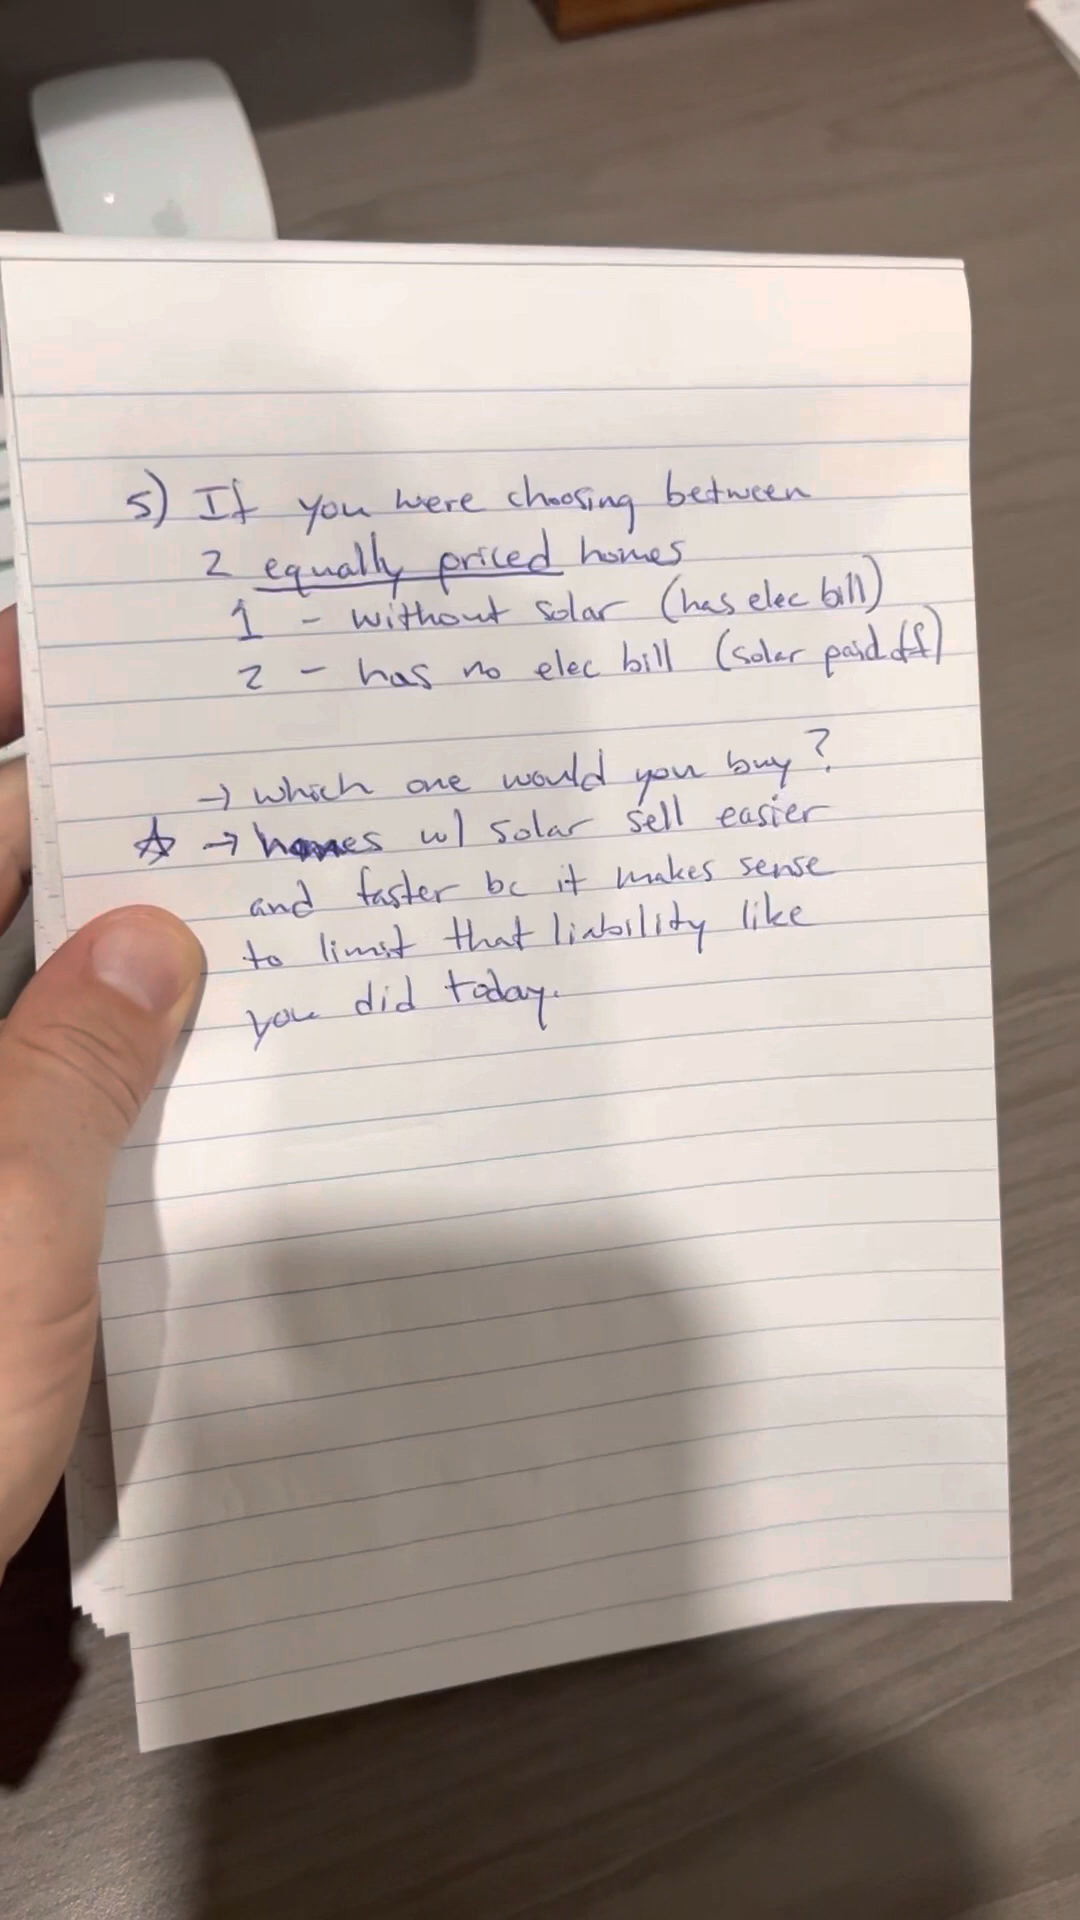 5) If you were choosing between
2 equally priced homes
1 - without solar (has elec bill)
2 - has no elec bill (solar paid off)
→ which one would you buy?
☆ → homes w/ solar sell easier
and faster bc it makes sense
to limit that liability like
you did today.